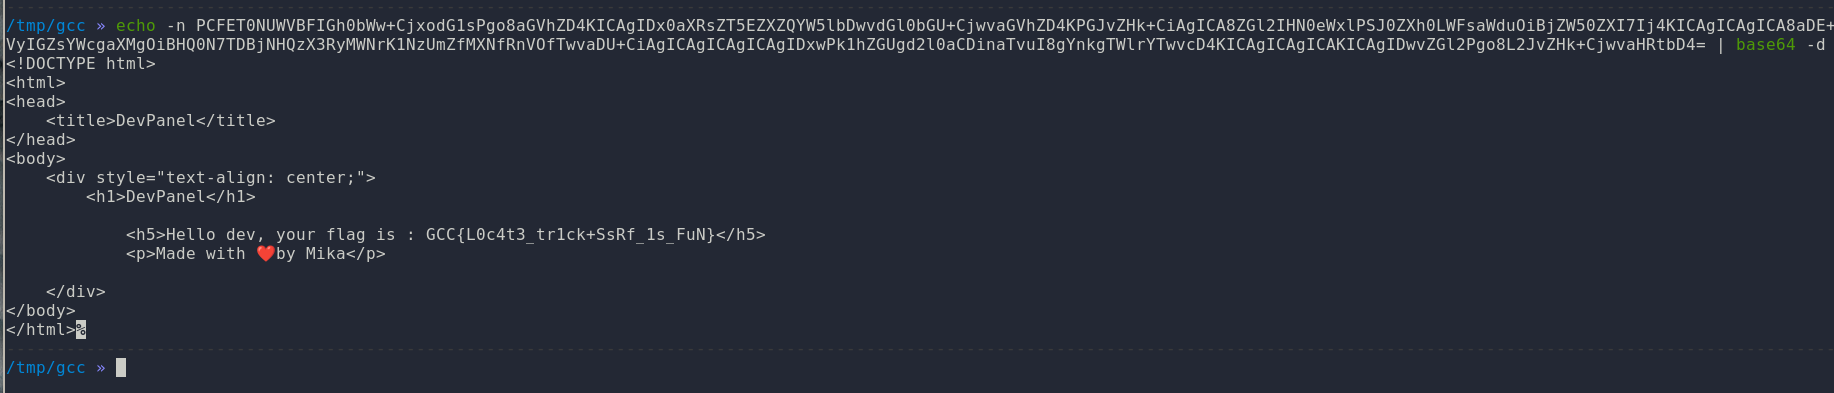 /tmp/gcc » echo -n PCFET0NUWVBFIGh0bWw+CjxodG1sPgo8aGVhZD4KICAgIDx0aXRsZT5EZXZQYW5lbDwvdGl0bGU+CjwvaGVhZD4KPGJvZHk+CiAgICA8ZGl2IHN0eWxlPSJ0ZXh0LWFsaWduOiBjZW50ZXI7Ij4KICAgICAgICA8aDE+
VyIGZsYWcgaXMgOiBHQ0N7TDBjNHQzX3RyMWNrK1NzUmZfMXNfRnVOfTwvaDU+CiAgICAgICAgICAgIDxwPk1hZGUgd2l0aCDinaTvuI8gYnkgTWlrYTwvcD4KICAgICAgICAKICAgIDwvZGl2Pgo8L2JvZHk+CjwvaHRtbD4= | base64 -d
<!DOCTYPE html>
<html>
<head>
    <title>DevPanel</title>
</head>
<body>
    <div style="text-align: center;">
        <h1>DevPanel</h1>
            <h5>Hello dev, your flag is : GCC{L0c4t3_tr1ck+SsRf_1s_FuN}</h5>
            <p>Made with ❤️by Mika</p>
    </div>
</body>
</html>%
/tmp/gcc »